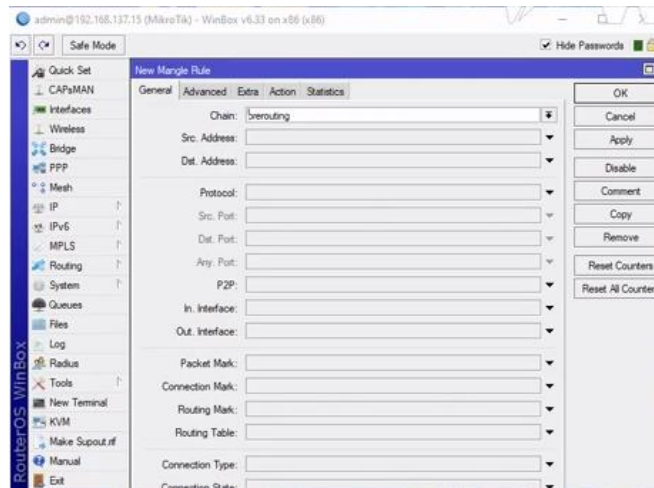 admin@192.168.137.15 (MikroTik) - WinBox v6.33 on x86 (x86)
Safe Mode
Hide Passwords
Quick Set
CAPsMAN
Interfaces
Wireless
Bridge
PPP
Mesh
IP
IPv6
MPLS
Routing
System
Queues
Files
Log
Radius
Tools
New Terminal
KVM
Make Supout.rif
Manual
Exit
RouterOS WinBox
New Mangle Rule
General Advanced Extra Action Statistics
Chain: prerouting
Src. Address:
Dst. Address:
Protocol:
Src. Port:
Dst. Port:
Any. Port:
P2P:
In. Interface:
Out. Interface:
Packet Mark:
Connection Mark:
Routing Mark:
Routing Table:
Connection Type:
Connection State:
OK
Cancel
Apply
Disable
Comment
Copy
Remove
Reset Counters
Reset All Counter